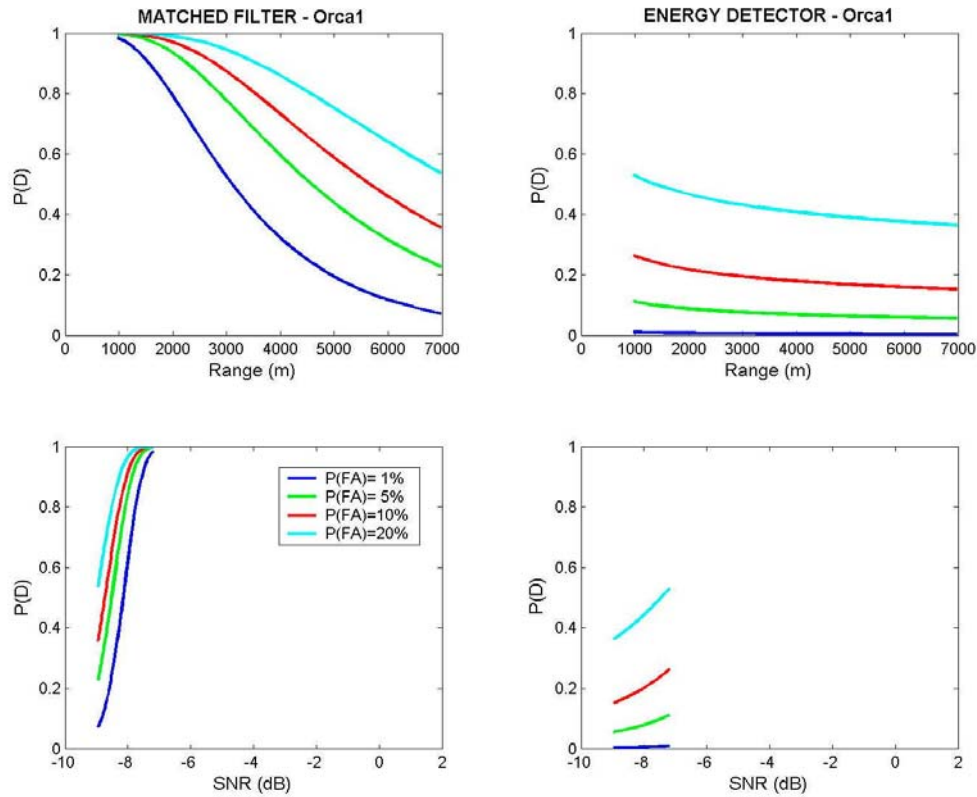 MATCHED FILTER - Orca1
1
0.8
0.6
0.4
0.2
0
P(D)
0 1000 2000 3000 4000 5000 6000 7000
Range (m)
ENERGY DETECTOR - Orca1
1
0.8
0.6
0.4
0.2
0
P(D)
0 1000 2000 3000 4000 5000 6000 7000
Range (m)
1
0.8
0.6
0.4
0.2
0
P(D)
P(FA)= 1%
P(FA)= 5%
P(FA)=10%
P(FA)=20%
-10 -8 -6 -4 -2 0 2
SNR (dB)
1
0.8
0.6
0.4
0.2
0
P(D)
-10 -8 -6 -4 -2 0 2
SNR (dB)